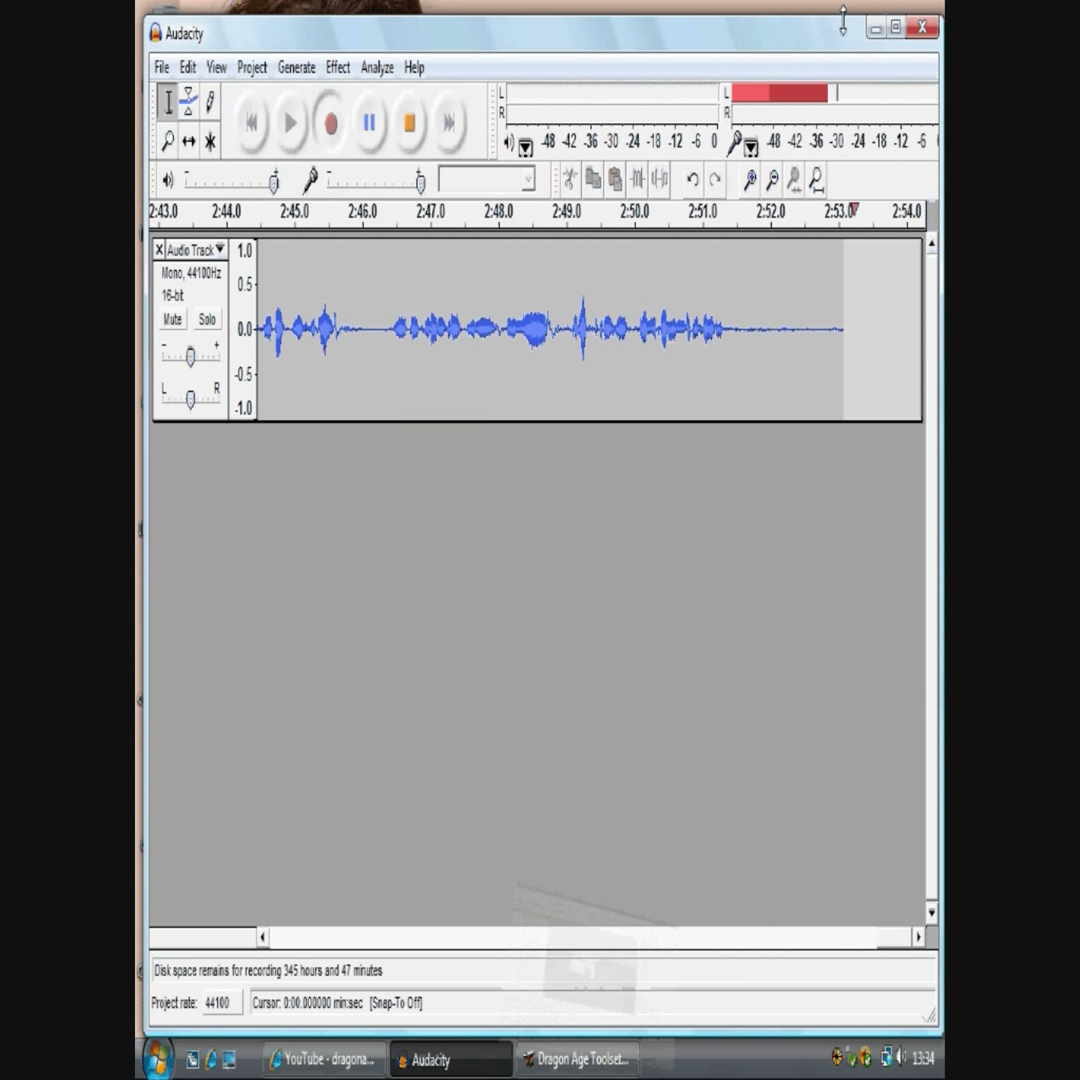 Audacity
File Edit View Project Generate Effect Analyze Help
L
R
-48 -42 -36 -30 -24 -18 -12 -6 0
L
R
-48 -42 -36 -30 -24 -18 -12 -6
- +
- +
2:43.0 2:44.0 2:45.0 2:46.0 2:47.0 2:48.0 2:49.0 2:50.0 2:51.0 2:52.0 2:53.0 2:54.0
X Audio Track
Mono, 44100Hz
16-bit
Mute Solo
- +
L R
1.0
0.5
0.0
-0.5
-1.0
Disk space remains for recording 345 hours and 47 minutes
Project rate: 44100 Cursor: 0:00.000000 min:sec [Snap-To Off]
YouTube - dragona... Audacity Dragon Age Toolset... 13:34